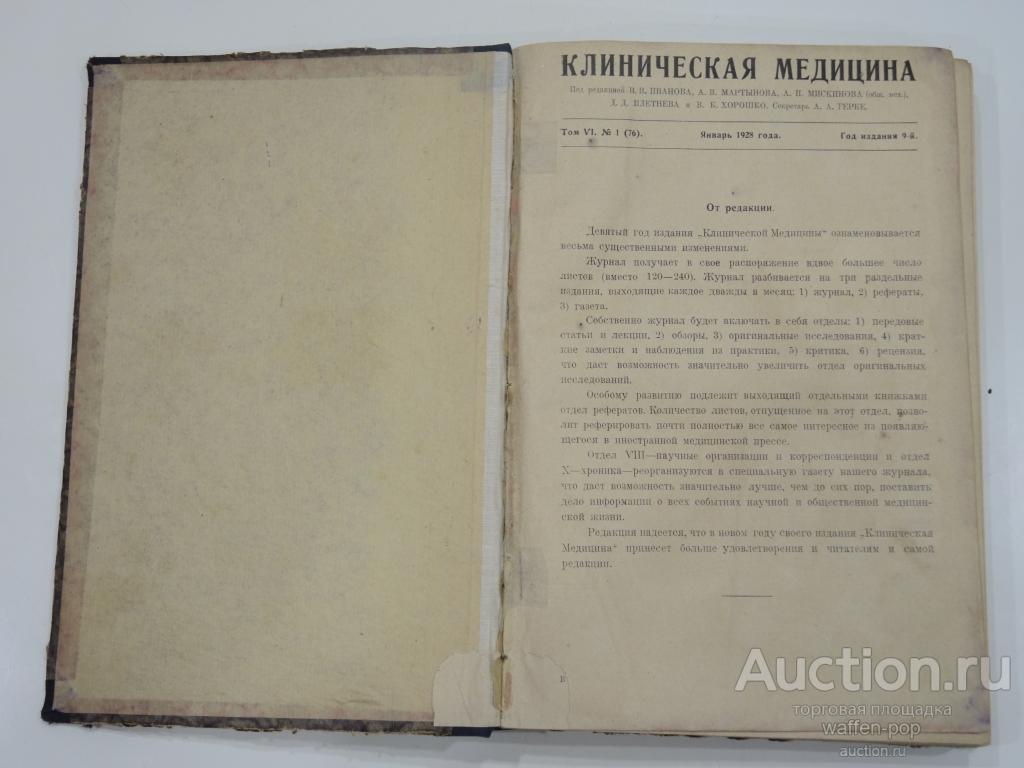 КЛИНИЧЕСКАЯ МЕДИЦИНА
Под редакцией В. В. ИВАНОВА, А. В. МАРТЫНОВА, А. П. МИСКИНОВА (общ. мед.),
Д. Д. ПЛЕТНЕВА и В. К. ХОРОШКО. Секретарь А. А. ГЕРКЕ.
Том VI. № 1 (76). Январь 1928 года. Год издания 9-й.
От редакции.
Девятый год издания „Клинической Медицины“ ознаменовывается
весьма существенными изменениями.
Журнал получает в свое распоряжение вдвое большее число
листов (вместо 120—240). Журнал разбивается на три раздельные
издания, выходящие каждое дважды в месяц: 1) журнал, 2) рефераты,
3) газета.
Собственно журнал будет включать в себя отделы: 1) передовые
статьи и лекции, 2) обзоры, 3) оригинальные исследования, 4) крат-
кие заметки и наблюдения из практики, 5) критика, 6) рецензия,
что даст возможность значительно увеличить отдел оригинальных
исследований.
Особому развитию подлежит выходящий отдельными книжками
отдел рефератов. Количество листов, отпущенное на этот отдел, позво-
лит реферировать почти полностью все самое интересное из появляю-
щегося в иностранной медицинской прессе.
Отдел VIII—научные организации и корреспонденции и отдел
X—хроника—реорганизуются в специальную газету нашего журнала,
что даст возможность значительно лучше, чем до сих пор, поставить
дело информации о всех событиях научной и общественной медицин-
ской жизни.
Редакция надеется, что в новом году своего издания „Клиническая
Медицина“ принесет больше удовлетворения и читателям и самой
редакции.
Auction.ru
торговая площадка
waffen-pop
auction.ru